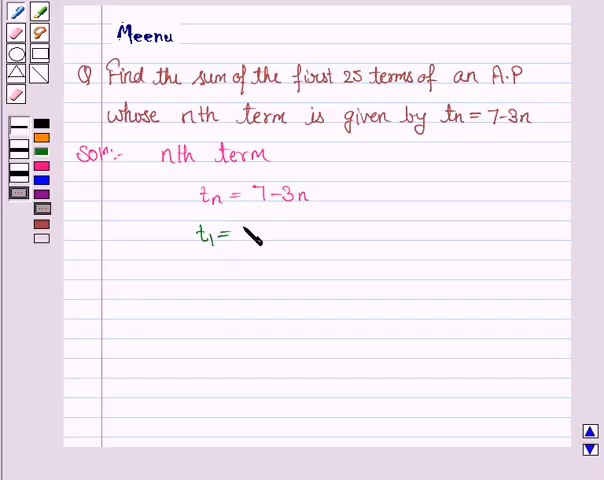 Meenu
Q Find the sum of the first 25 terms of an A.P
whose nth term is given by tn = 7-3n
Soln:- nth term
tn = 7-3n
t1 =